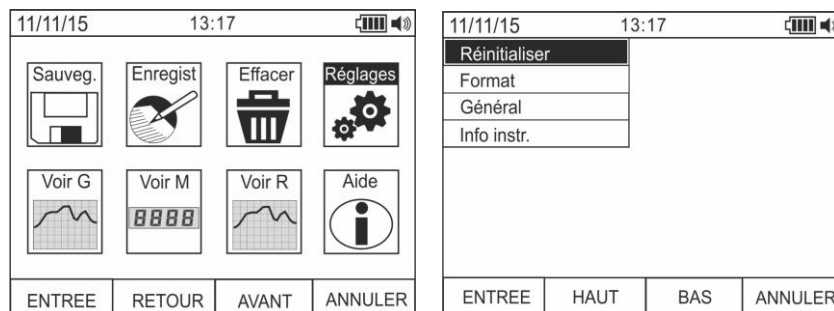 11/11/15 13:17
Sauveg. Enregist Effacer Réglages
Voir G Voir M Voir R Aide
8888
ENTREE RETOUR AVANT ANNULER
11/11/15 13:17
Réinitialiser
Format
Général
Info instr.
ENTREE HAUT BAS ANNULER